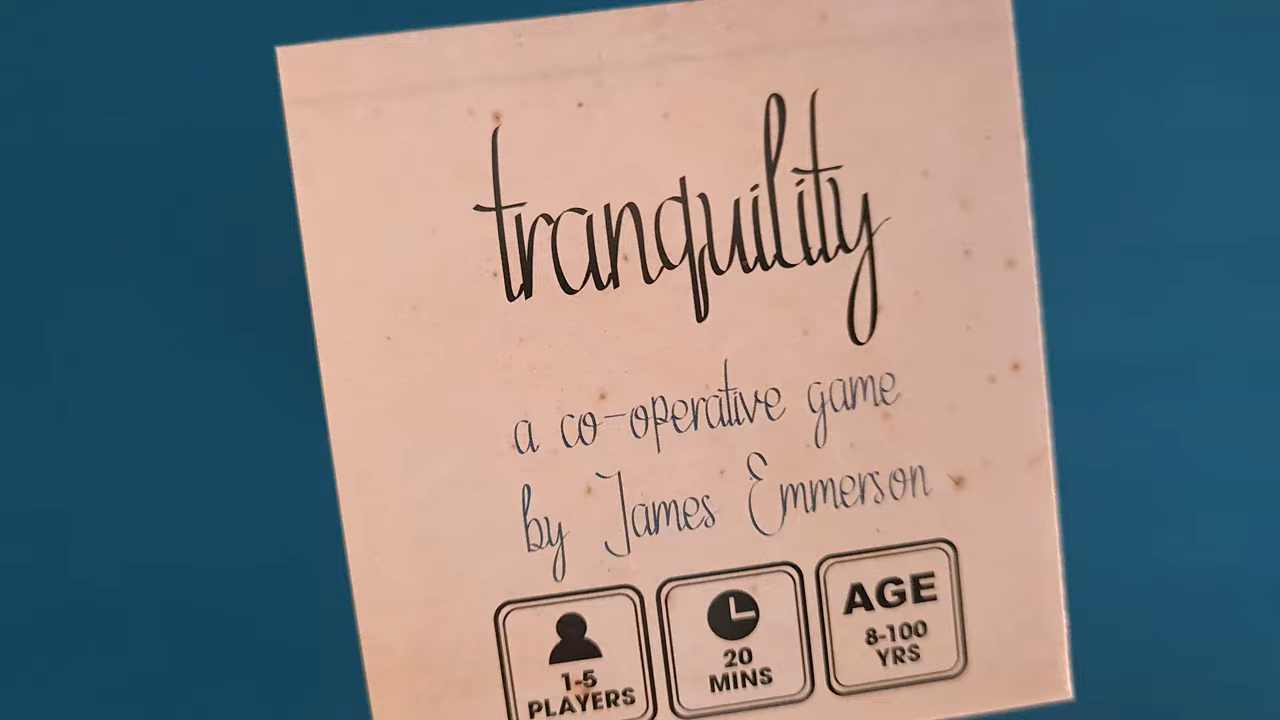 tranquility
a co-operative game
by James Emmerson
1-5
PLAYERS
20
MINS
AGE
8-100
YRS